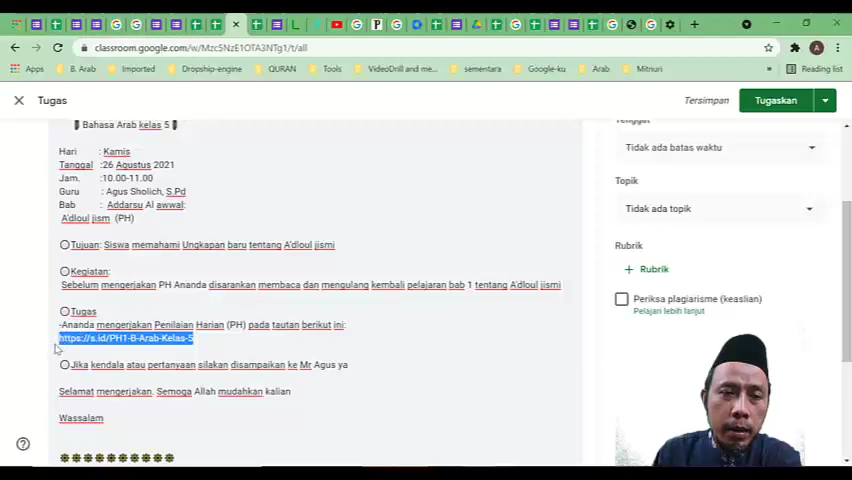 classroom.google.com/w/Mzc5NzE1OTA3NTg1/t/all
Apps B. Arab Imported Dropship-engine QURAN Tools VideoDrill and me... sementara Google-ku Arab Mitnuri Reading list
Tugas Tersimpan Tugaskan
Bahasa Arab kelas 5
Hari : Kamis
Tanggal :26 Agustus 2021
Jam. :10.00-11.00
Guru : Agus Sholich, S.Pd
Bab : Addarsu Al awwal:
A'dloul jism (PH)
Tujuan: Siswa memahami Ungkapan baru tentang A'dloul jismi
Kegiatan:
Sebelum mengerjakan PH Ananda disarankan membaca dan mengulang kembali pelajaran bab 1 tentang A'dloul jismi
Tugas
-Ananda mengerjakan Penilaian Harian (PH) pada tautan berikut ini:
https://s.id/PH1-B-Arab-Kelas-5
Jika kendala atau pertanyaan silakan disampaikan ke Mr Agus ya
Selamat mengerjakan. Semoga Allah mudahkan kalian
Wassalam
Tenggat
Tidak ada batas waktu
Topik
Tidak ada topik
Rubrik
+ Rubrik
Periksa plagiarisme (keaslian)
Pelajari lebih lanjut